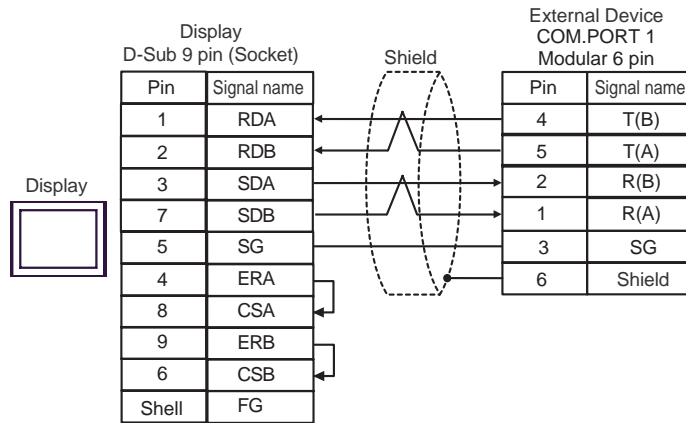 Display
D-Sub 9 pin (Socket)
Shield
External Device
COM.PORT 1
Modular 6 pin
Pin Signal name
1 RDA
2 RDB
3 SDA
7 SDB
5 SG
4 ERA
8 CSA
9 ERB
6 CSB
Shell FG
Display
Pin Signal name
4 T(B)
5 T(A)
2 R(B)
1 R(A)
3 SG
6 Shield